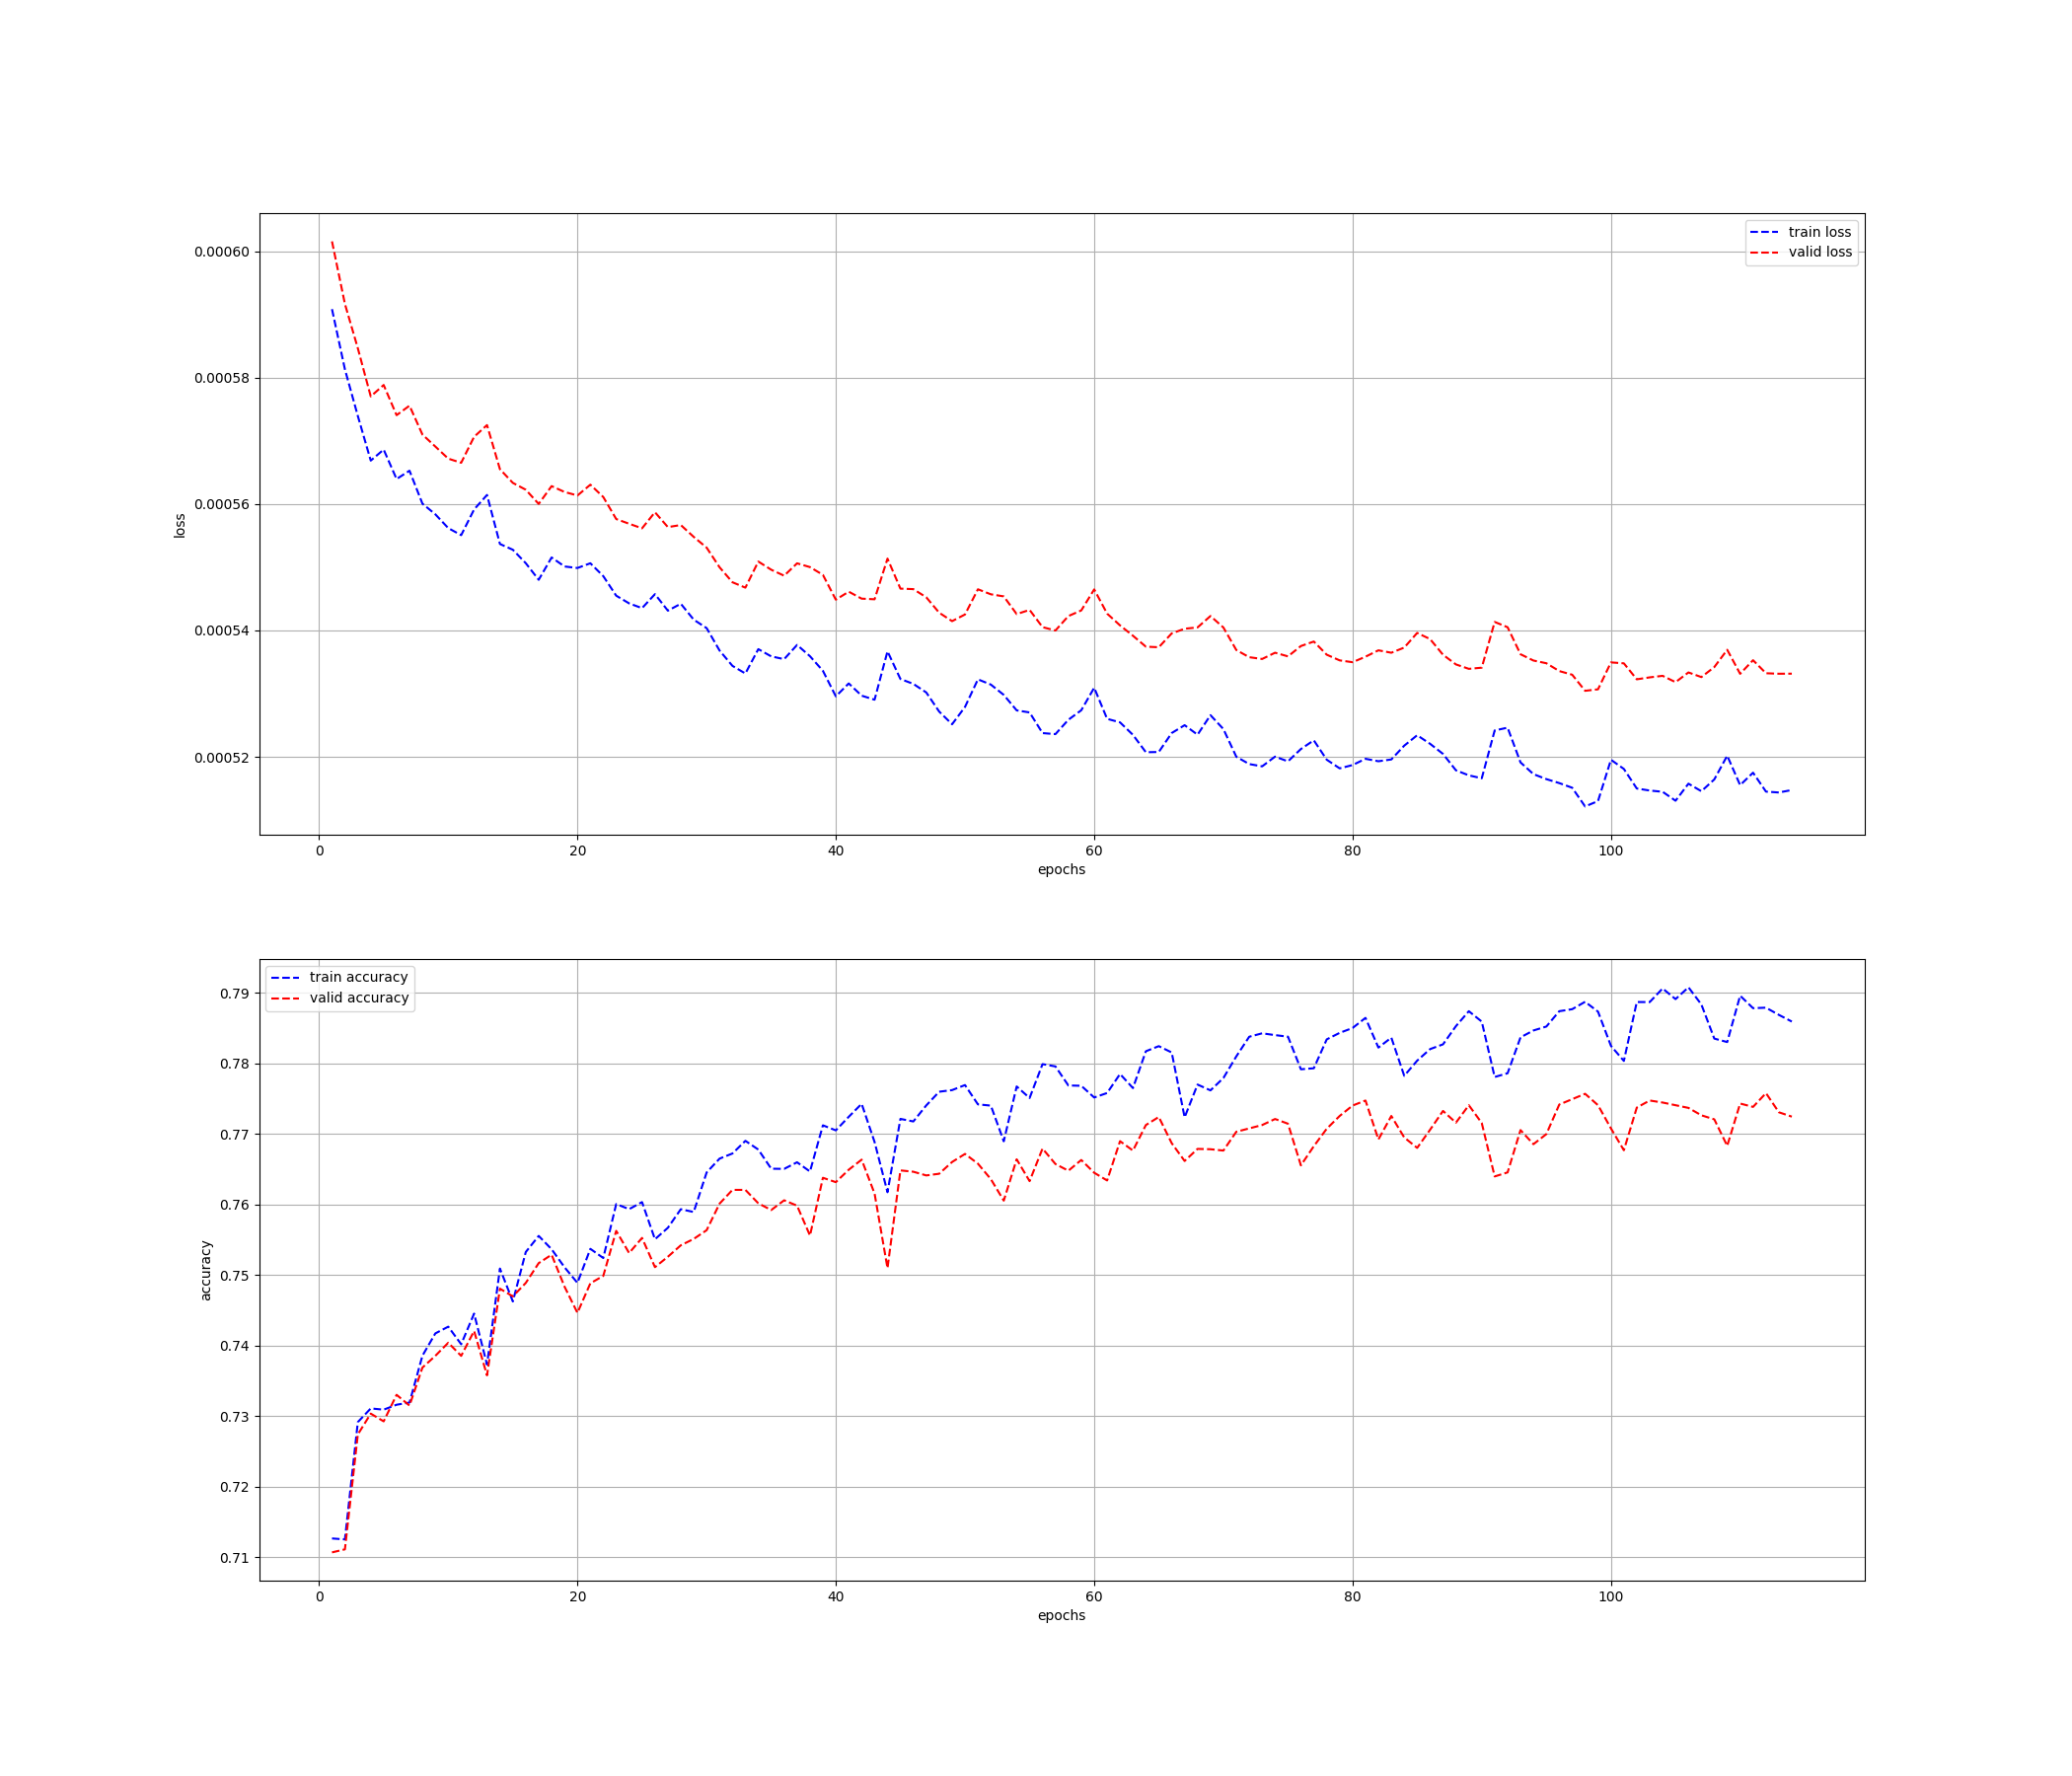 train loss
valid loss
0.00060
0.00058
0.00056
0.00054
0.00052
loss
0 20 40 60 80 100
epochs
train accuracy
valid accuracy
0.79
0.78
0.77
0.76
0.75
0.74
0.73
0.72
0.71
accuracy
0 20 40 60 80 100
epochs